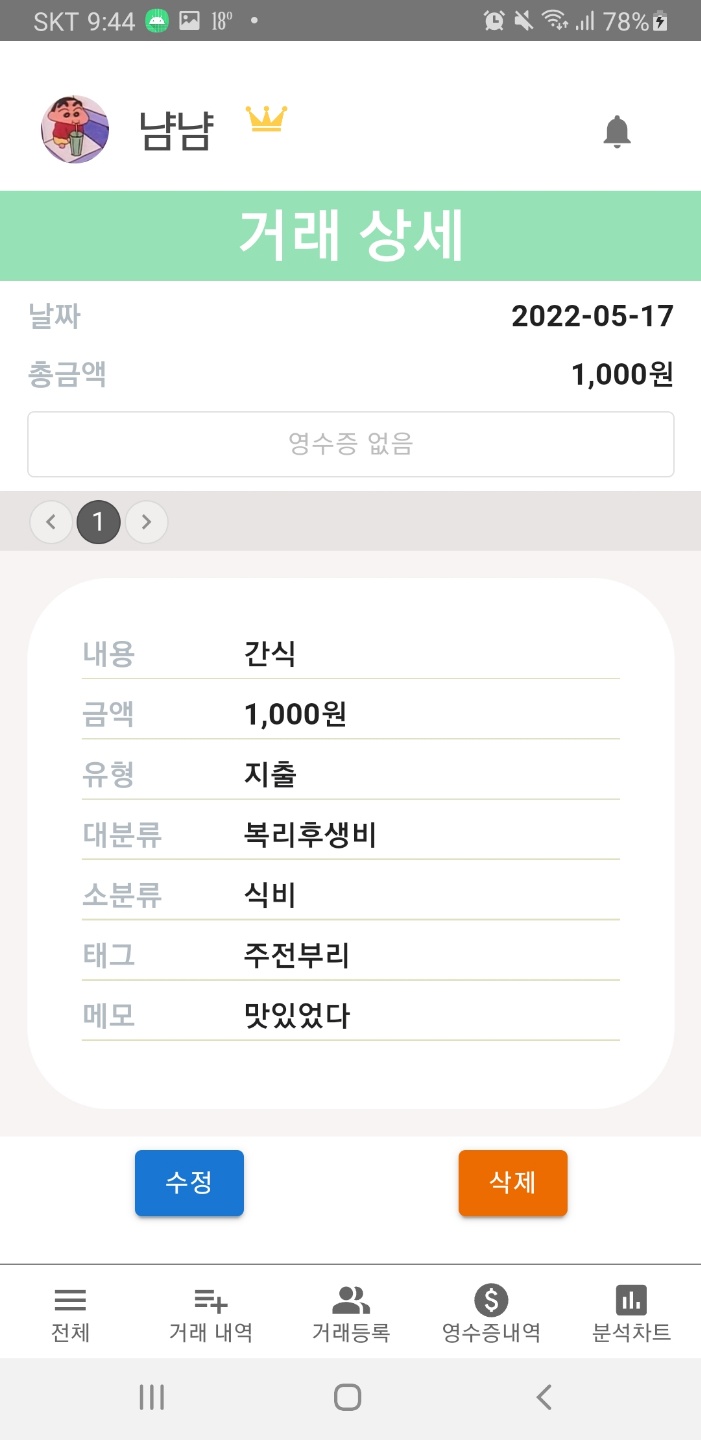 SKT 9:44 18° 78%
냠냠
거래 상세
날짜 2022-05-17
총금액 1,000원
영수증 없음
1
내용 간식
금액 1,000원
유형 지출
대분류 복리후생비
소분류 식비
태그 주전부리
메모 맛있었다
수정 삭제
전체 거래 내역 거래등록 영수증내역 분석차트